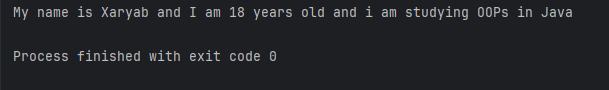 My name is Xaryab and I am 18 years old and i am studying OOPs in Java
Process finished with exit code 0